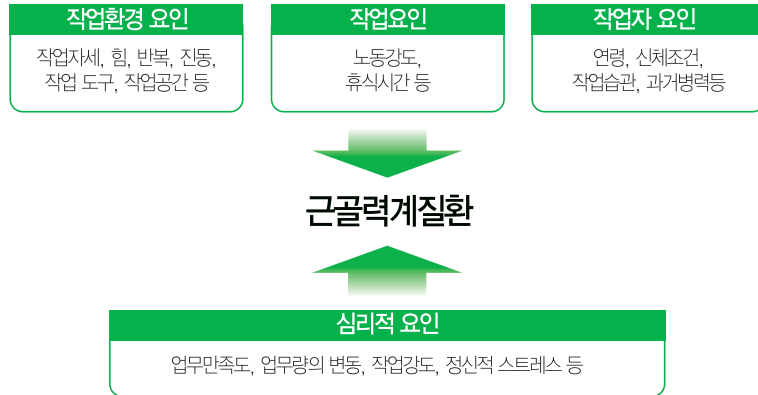 작업환경 요인
작업자세, 힘, 반복, 진동,
작업 도구, 작업공간 등
작업요인
노동강도,
휴식시간 등
작업자 요인
연령, 신체조건,
작업습관, 과거병력등
근골력계질환
심리적 요인
업무만족도, 업무량의 변동, 작업강도, 정신적 스트레스 등